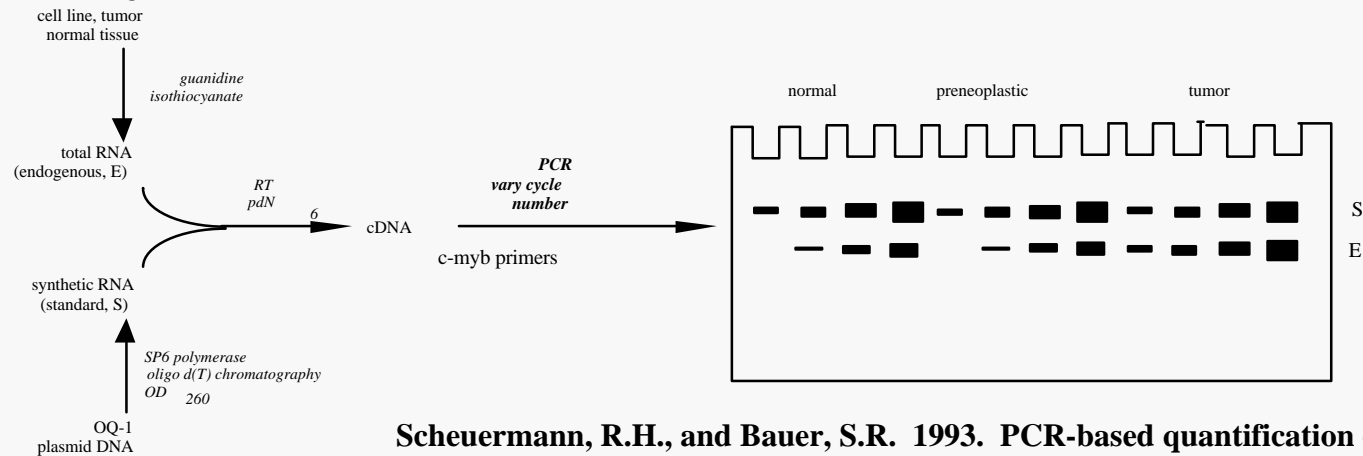 cell line, tumor
normal tissue
guanidine
isothiocyanate
total RNA
(endogenous, E)
RT
pdN
6
cDNA
PCR
vary cycle
number
c-myb primers
synthetic RNA
(standard, S)
SP6 polymerase
oligo d(T) chromatography
OD
260
OQ-1
plasmid DNA
normal preneoplastic tumor
S
E
Scheuermann, R.H., and Bauer, S.R. 1993. PCR-based quantification